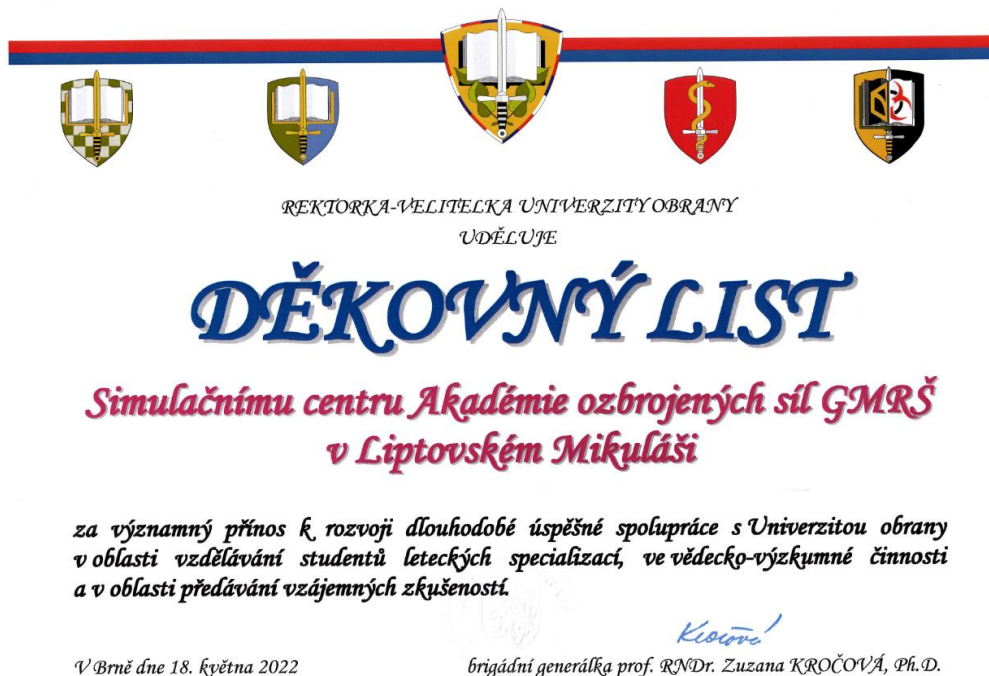 REKTORKA-VELITELKA UNIVERZITY OBRANY
UDĚLUJE
DĚKOVNÝ LIST
Simulačnímu centru Akadémie ozbrojených síl GMRŠ
v Liptovském Mikuláši
za významný přínos k rozvoji dlouhodobé úspěšné spolupráce s Univerzitou obrany
v oblasti vzdělávání studentů leteckých specializací, ve vědecko-výzkumné činnosti
a v oblasti předávání vzájemných zkušeností.
Kročová
V Brně dne 18. května 2022
brigádní generálka prof. RNDr. Zuzana KROČOVÁ, Ph.D.